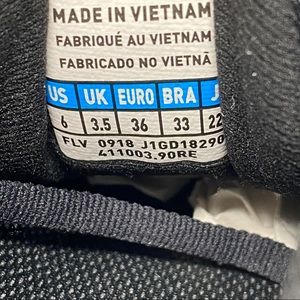 MADE IN VIETNAM
FABRIQUÉ AU VIETNAM
FABRICADO NO VIETNÃ
US UK EURO BRA J
6 3.5 36 33 22
FLV 0918 J1GD18290
411003.90RE